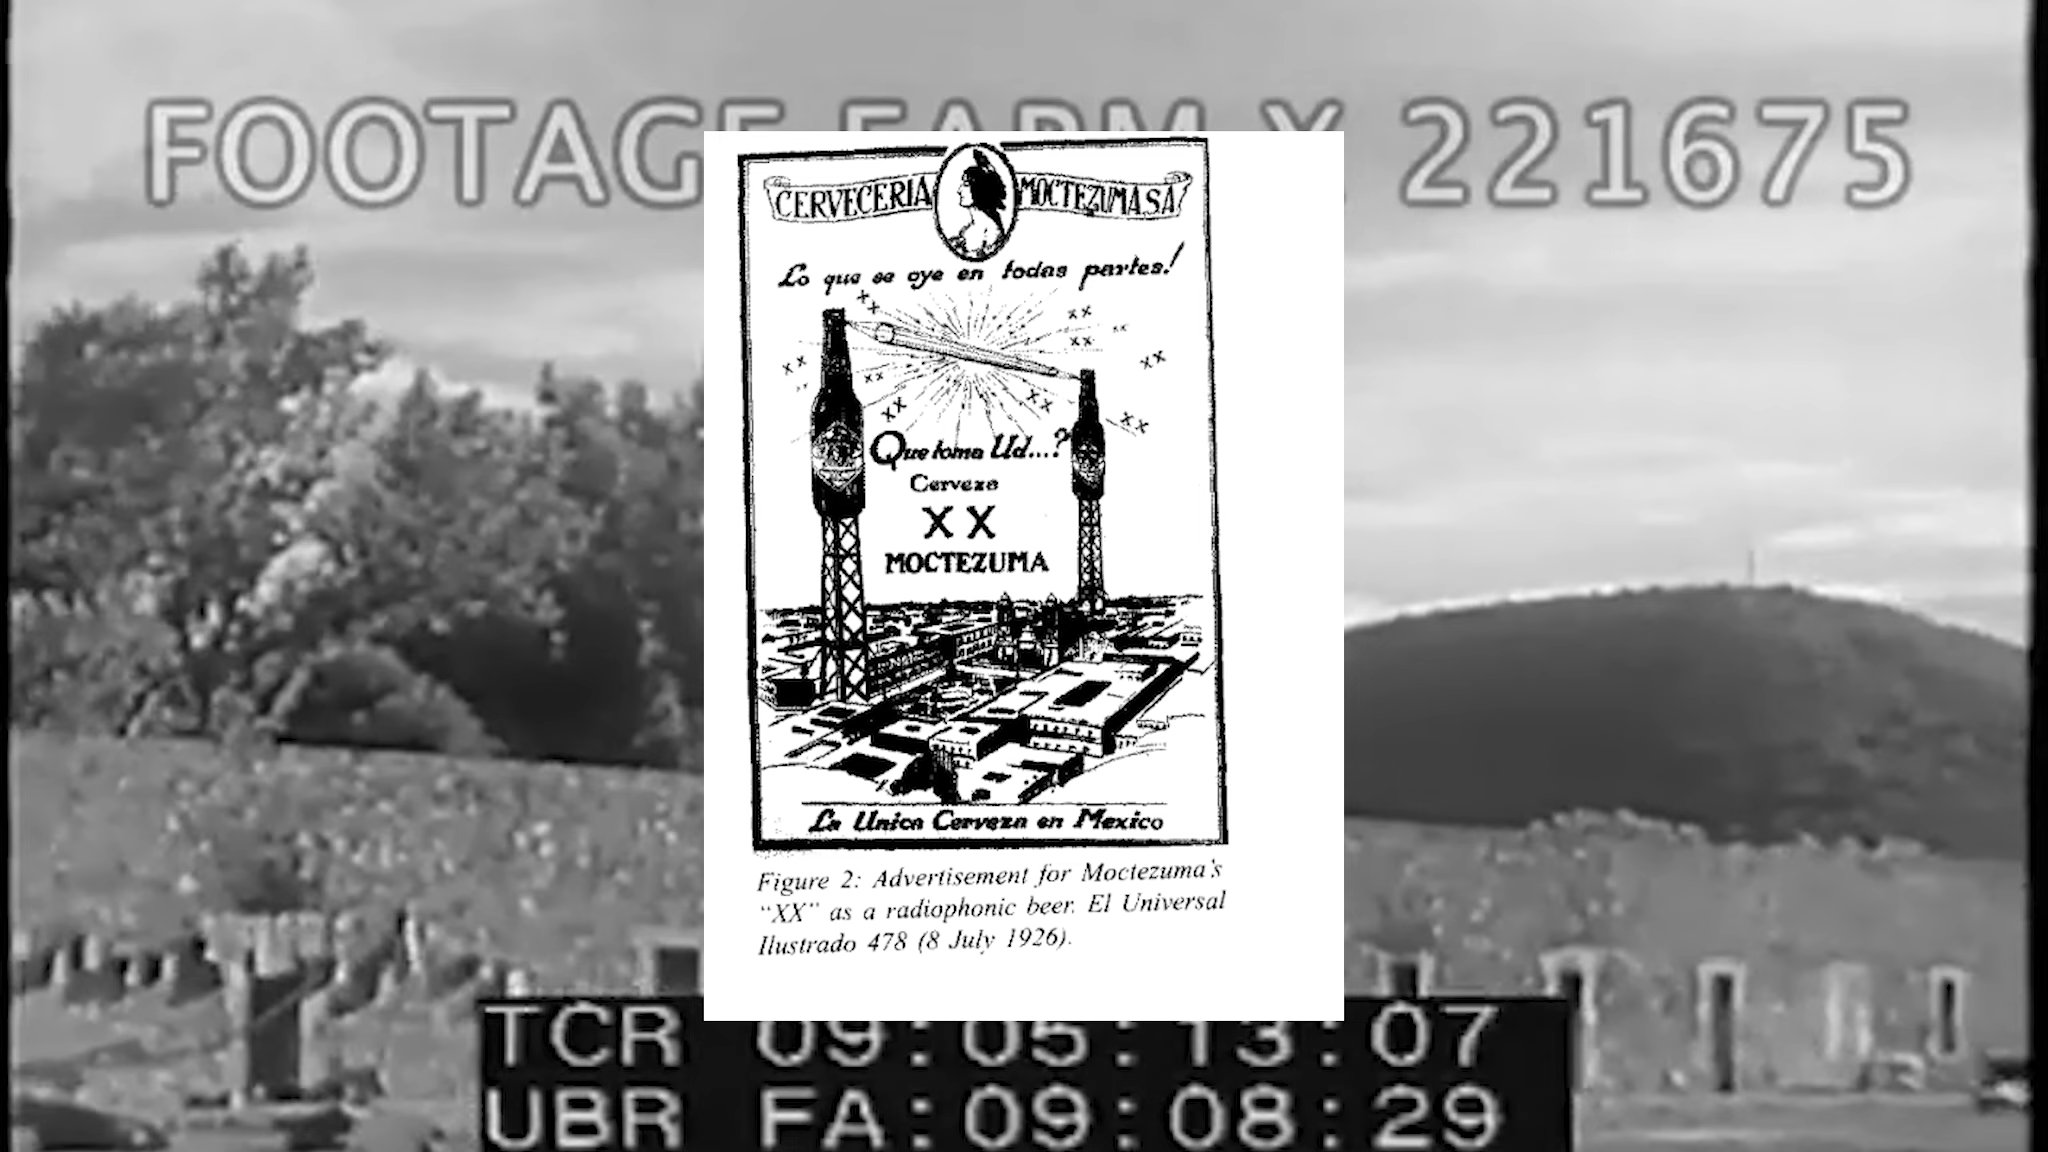 FOOTAGE FARM X 221675
CERVECERIA MOCTEZUMA S.A.
Lo que se oye en todas partes!
Que toma Ud...?
Cerveza
XX
MOCTEZUMA
La Unica Cerveza en Mexico
Figure 2: Advertisement for Moctezuma's
"XX" as a radiophonic beer. El Universal
Ilustrado 478 (8 July 1926).
TCR 09:05:13:07
UBR FA:09:08:29